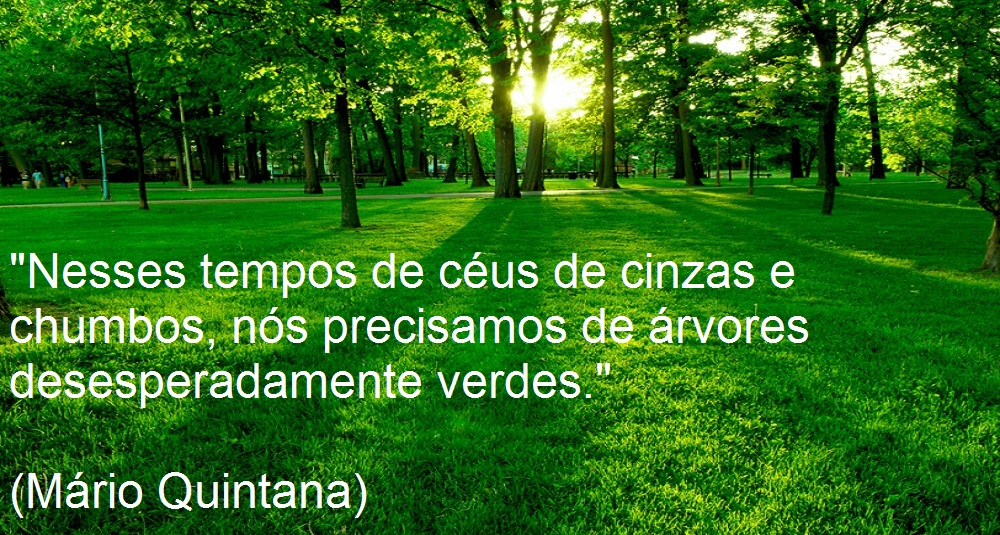 "Nesses tempos de céus de cinzas e
chumbos, nós precisamos de árvores
desesperadamente verdes."
(Mário Quintana)